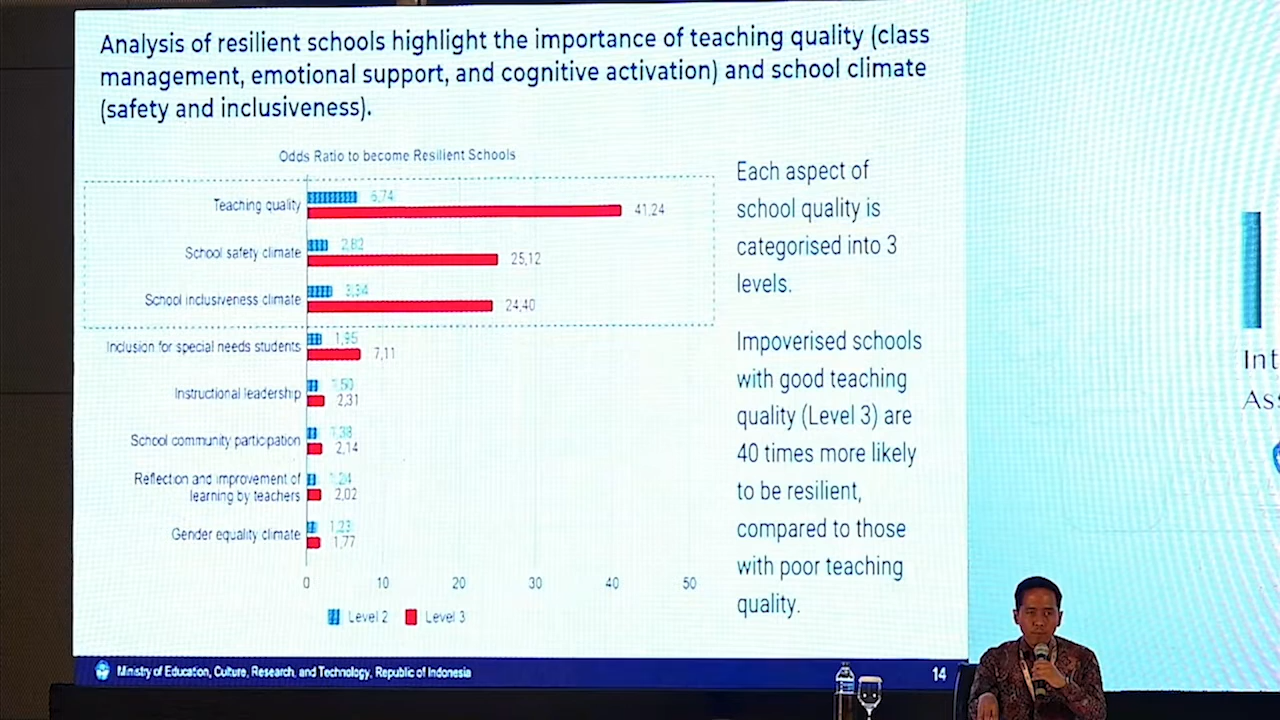 Analysis of resilient schools highlight the importance of teaching quality (class
management, emotional support, and cognitive activation) and school climate
(safety and inclusiveness).
Odds Ratio to become Resilient Schools
Teaching quality
6,74
41,24
School safety climate
2,82
25,12
School inclusiveness climate
3,34
24,40
Inclusion for special needs students
1,95
7,11
Instructional leadership
1,50
2,31
School community participation
1,38
2,14
Reflection and improvement of
learning by teachers
1,24
2,02
Gender equality climate
1,23
1,77
0 10 20 30 40 50
Level 2 Level 3
Each aspect of
school quality is
categorised into 3
levels.
Impoverised schools
with good teaching
quality (Level 3) are
40 times more likely
to be resilient,
compared to those
with poor teaching
quality.
Ministry of Education, Culture, Research, and Technology, Republic of Indonesia
14
Int
Ass